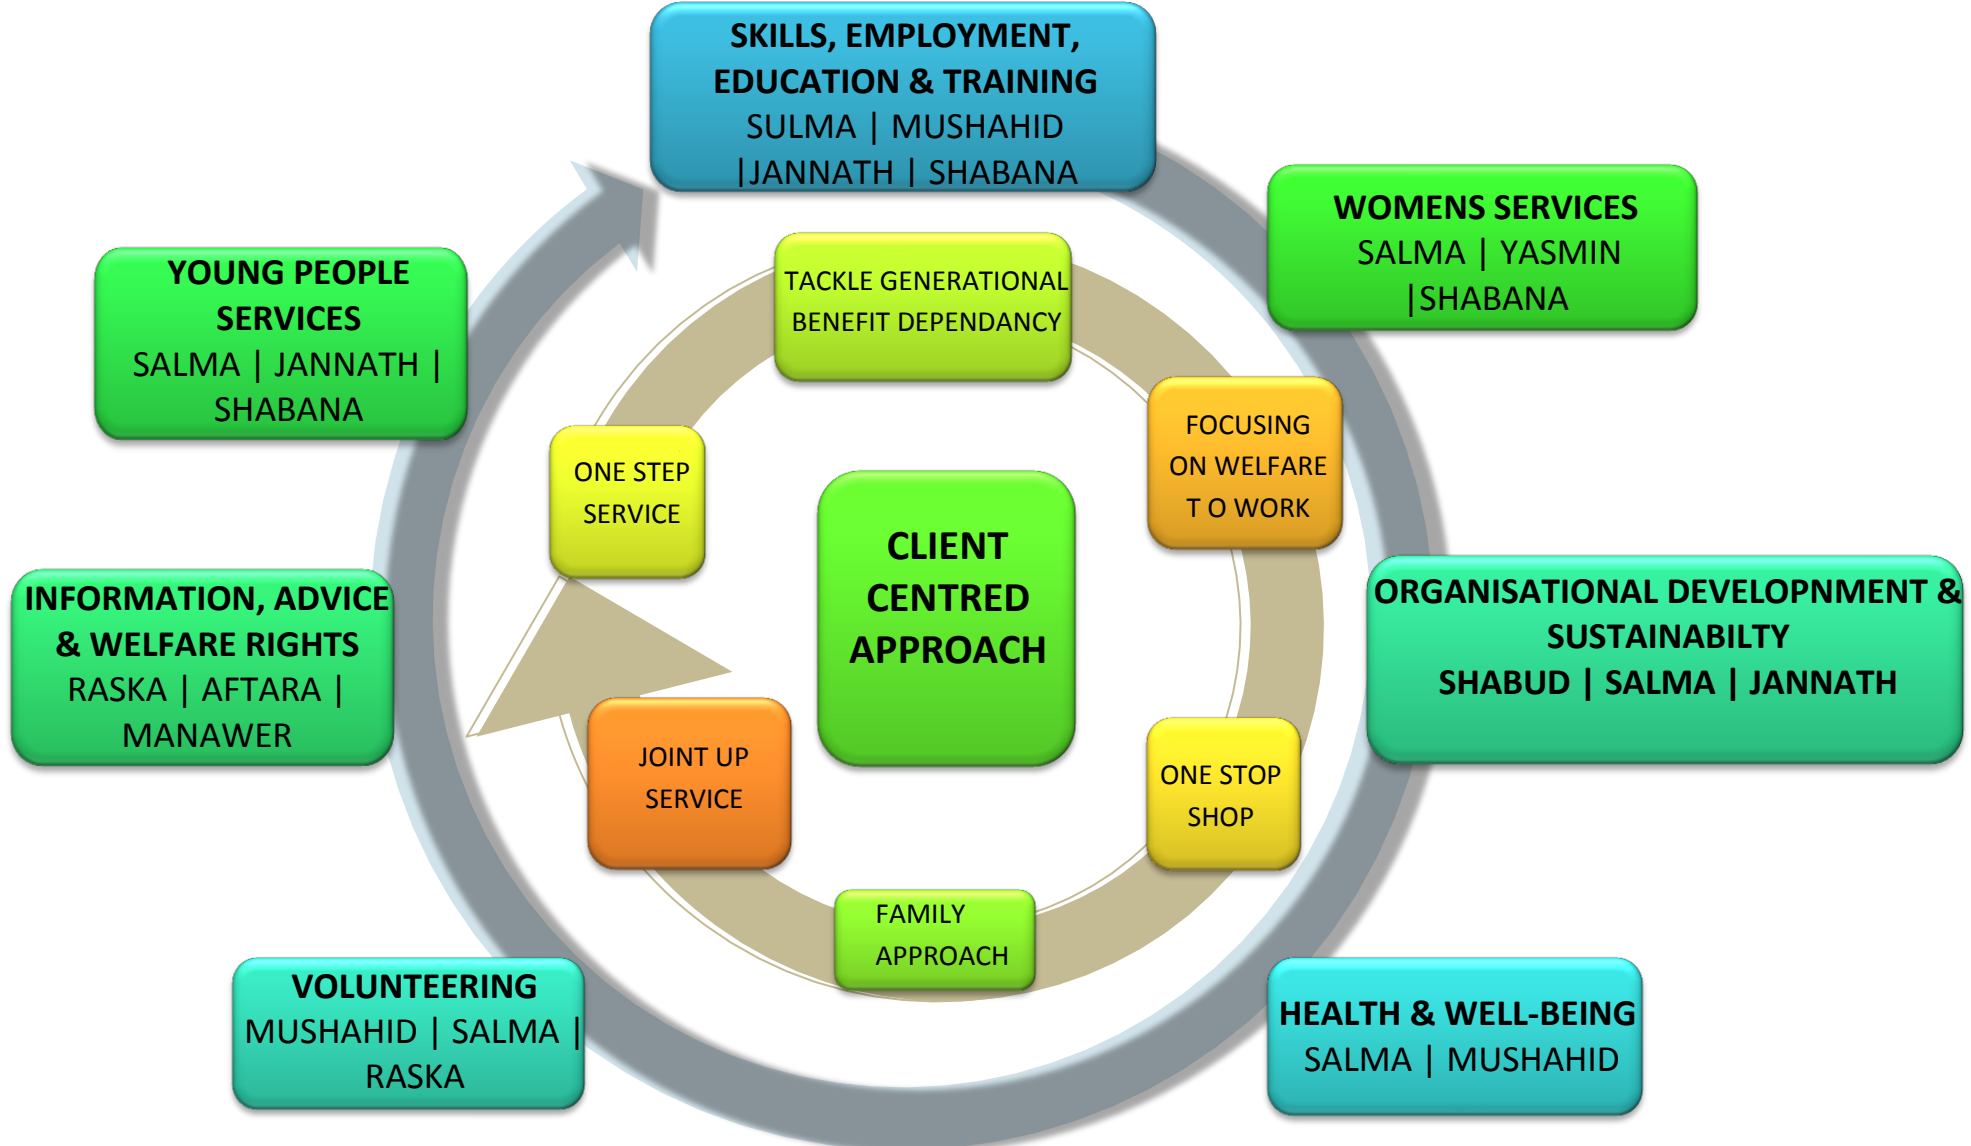 SKILLS, EMPLOYMENT,
EDUCATION & TRAINING
SULMA | MUSHAHID
|JANNATH | SHABANA
WOMENS SERVICES
SALMA | YASMIN
|SHABANA
YOUNG PEOPLE
SERVICES
SALMA | JANNATH |
SHABANA
TACKLE GENERATIONAL
BENEFIT DEPENDANCY
FOCUSING
ON WELFARE
T O WORK
ONE STEP
SERVICE
CLIENT
CENTRED
APPROACH
INFORMATION, ADVICE
& WELFARE RIGHTS
RASKA | AFTARA |
MANAWER
ORGANISATIONAL DEVELOPNMENT &
SUSTAINABILTY
SHABUD | SALMA | JANNATH
JOINT UP
SERVICE
ONE STOP
SHOP
FAMILY
APPROACH
VOLUNTEERING
MUSHAHID | SALMA |
RASKA
HEALTH & WELL-BEING
SALMA | MUSHAHID